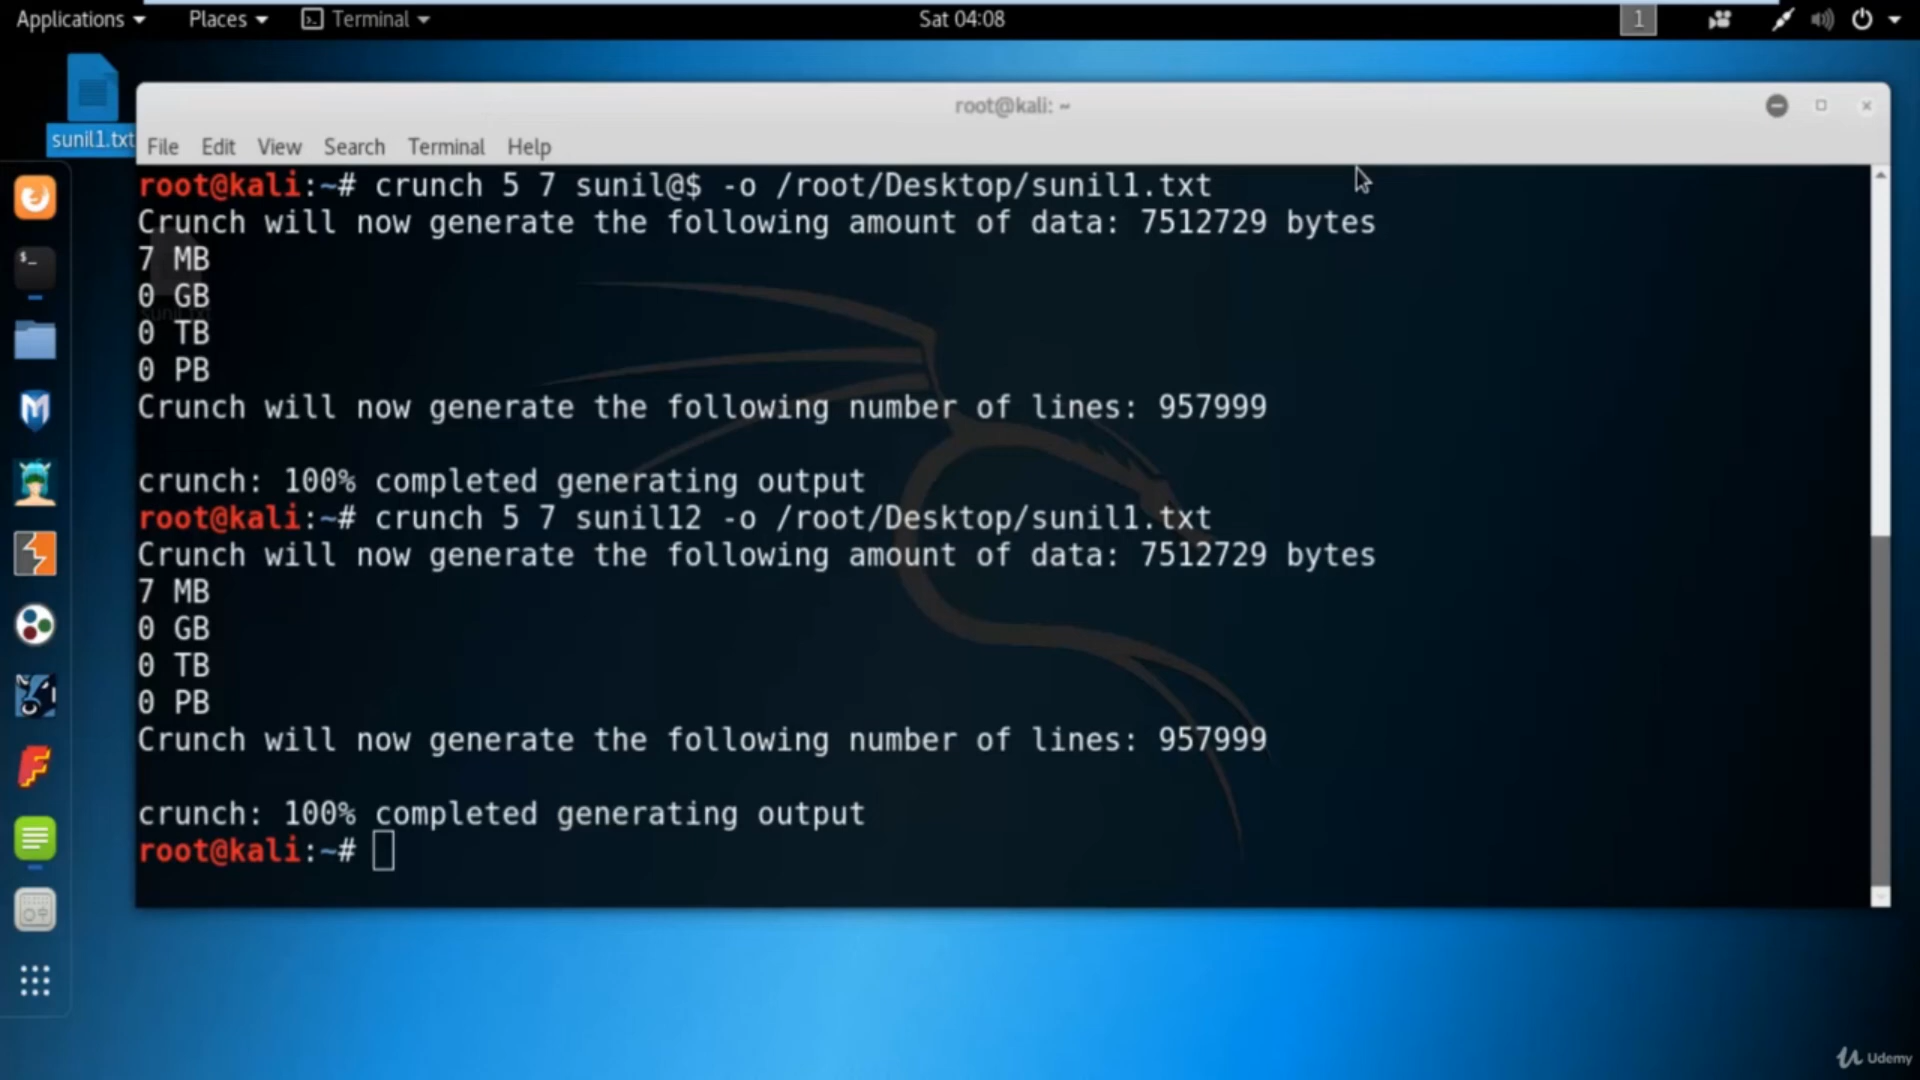 Applications Places Terminal Sat 04:08 1
sunil1.txt
root@kali: ~
File Edit View Search Terminal Help
root@kali:~# crunch 5 7 sunil@$ -o /root/Desktop/sunil1.txt
Crunch will now generate the following amount of data: 7512729 bytes
7 MB
0 GB
0 TB
0 PB
Crunch will now generate the following number of lines: 957999
crunch: 100% completed generating output
root@kali:~# crunch 5 7 sunil12 -o /root/Desktop/sunil1.txt
Crunch will now generate the following amount of data: 7512729 bytes
7 MB
0 GB
0 TB
0 PB
Crunch will now generate the following number of lines: 957999
crunch: 100% completed generating output
root@kali:~#
Udemy